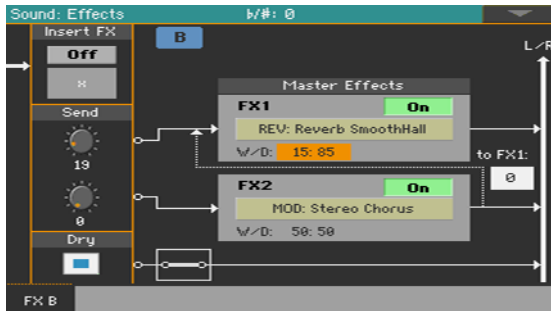 Sound: Effects
♭/#: 0
Insert FX
Off
×
B
L/R
Master Effects
FX1
On
REV: Reverb SmoothHall
W/D: 15:85
Send
19
to FX1:
0
FX2
On
MOD: Stereo Chorus
W/D: 50:50
0
Dry
FX B